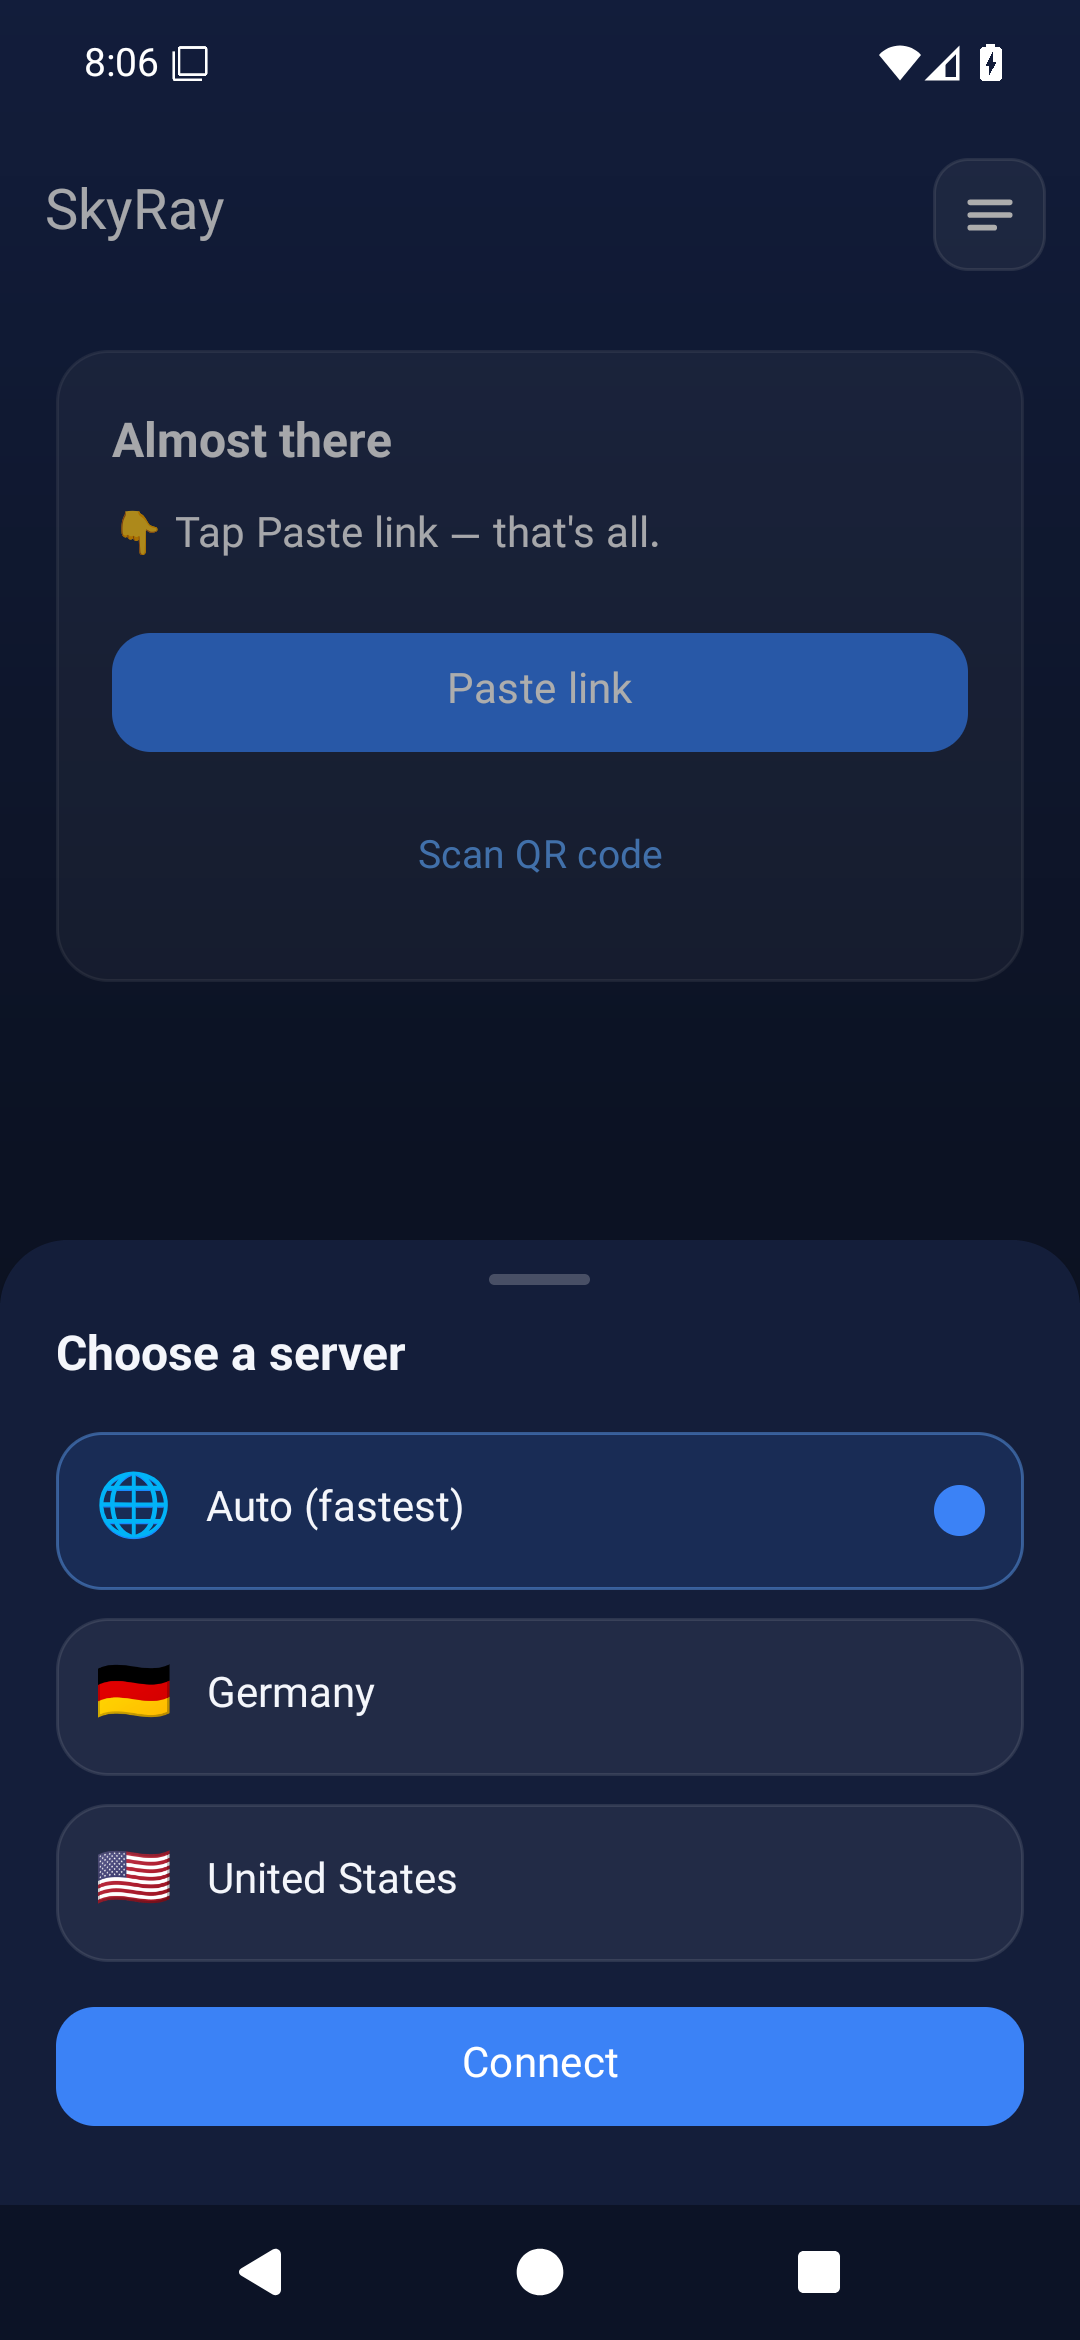 8:06
SkyRay
Almost there
👇 Tap Paste link — that's all.
Paste link
Scan QR code
Choose a server
Auto (fastest)
Germany
United States
Connect